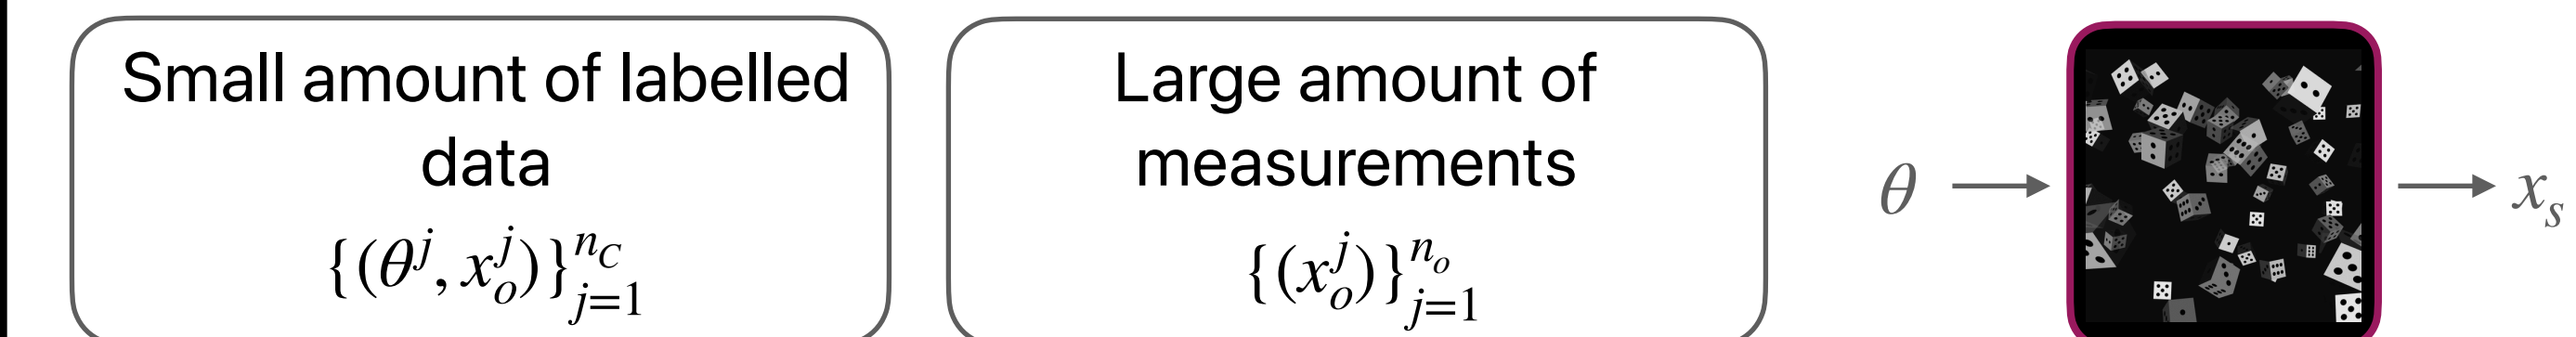 Small amount of labelled
data
{(θ^j, x_o^j)}_{j=1}^{n_C}
Large amount of
measurements
{(x_o^j)}_{j=1}^{n_o}
θ
x_s